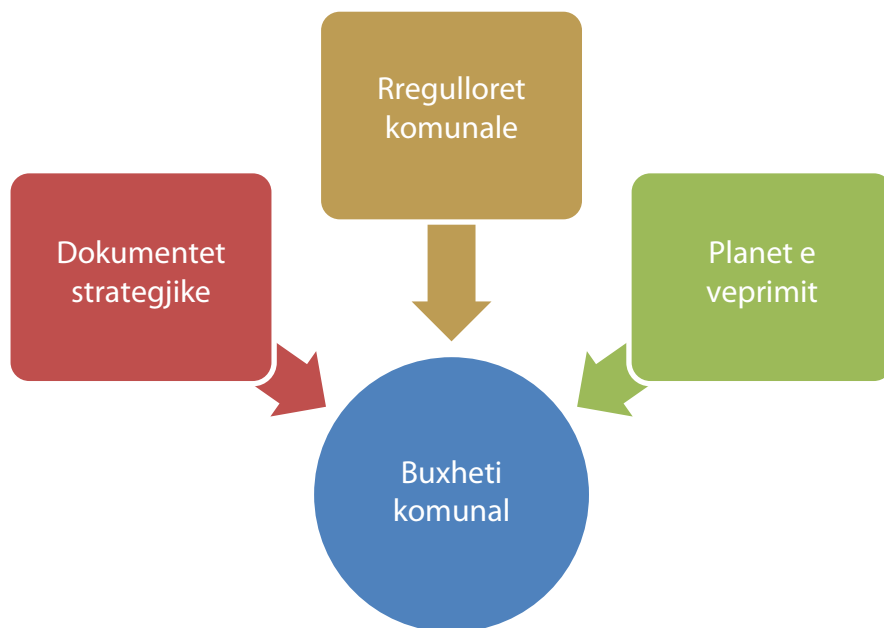 Rregulloret
komunale
Dokumentet
strategjike
Planet e
veprimit
Buxheti
komunal